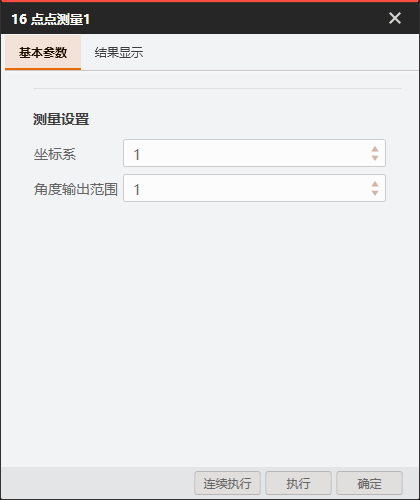 16 点点测量1
基本参数 结果显示
测量设置
坐标系 1
角度输出范围 1
连续执行 执行 确定